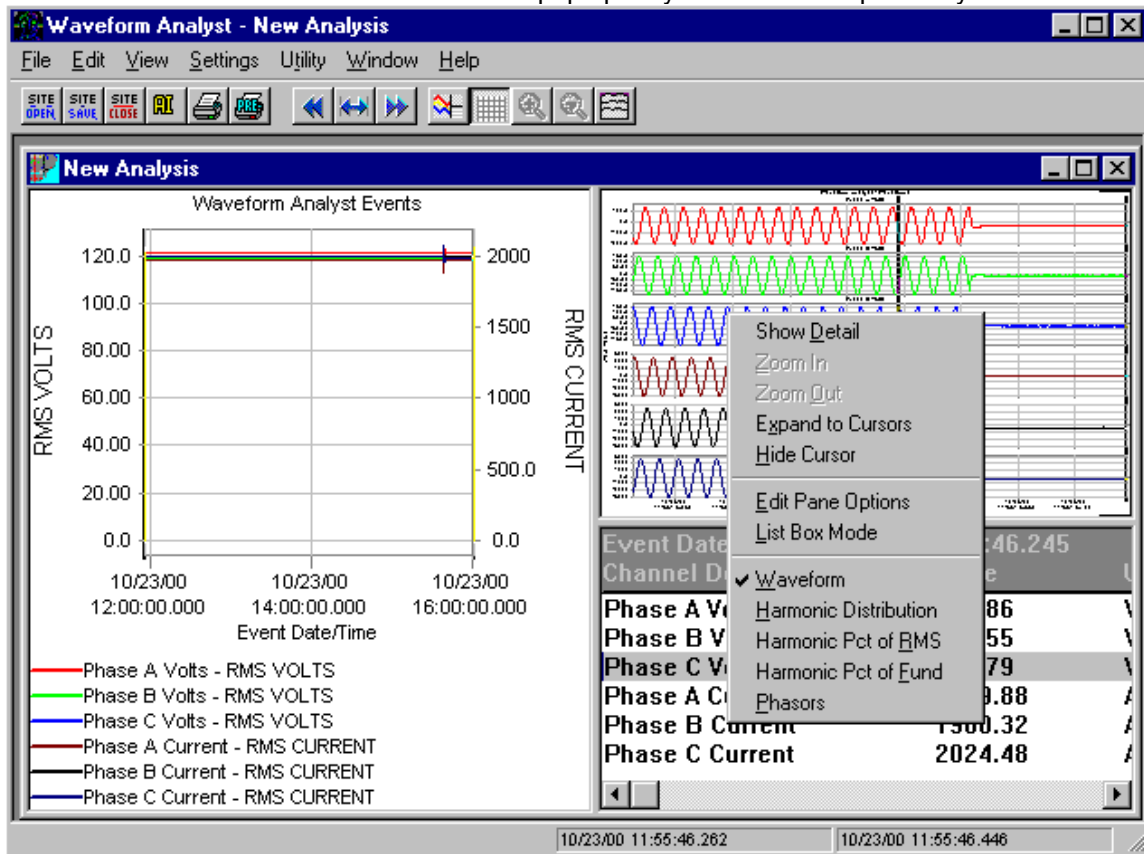 Waveform Analyst - New Analysis
File Edit View Settings Utility Window Help
SITE OPEN SITE SAVE SITE CLOSE AI PRE
New Analysis
Waveform Analyst Events
120.0
100.0
80.00
60.00
40.00
20.00
0.0
RMS VOLTS
2000
1500
1000
500.0
0.0
RMS CURRENT
10/23/00 10/23/00 10/23/00
12:00:00.000 14:00:00.000 16:00:00.000
Event Date/Time
Phase A Volts - RMS VOLTS
Phase B Volts - RMS VOLTS
Phase C Volts - RMS VOLTS
Phase A Current - RMS CURRENT
Phase B Current - RMS CURRENT
Phase C Current - RMS CURRENT
Show Detail
Zoom In
Zoom Out
Expand to Cursors
Hide Cursor
Edit Pane Options
List Box Mode
Waveform
Harmonic Distribution
Harmonic Pct of RMS
Harmonic Pct of Fund
Phasors
Event Date :46.245
Channel
Phase A 86
Phase B 55
Phase C 79
Phase A .88
Phase B Current 1900.32
Phase C Current 2024.48
10/23/00 11:55:46.262 10/23/00 11:55:46.446